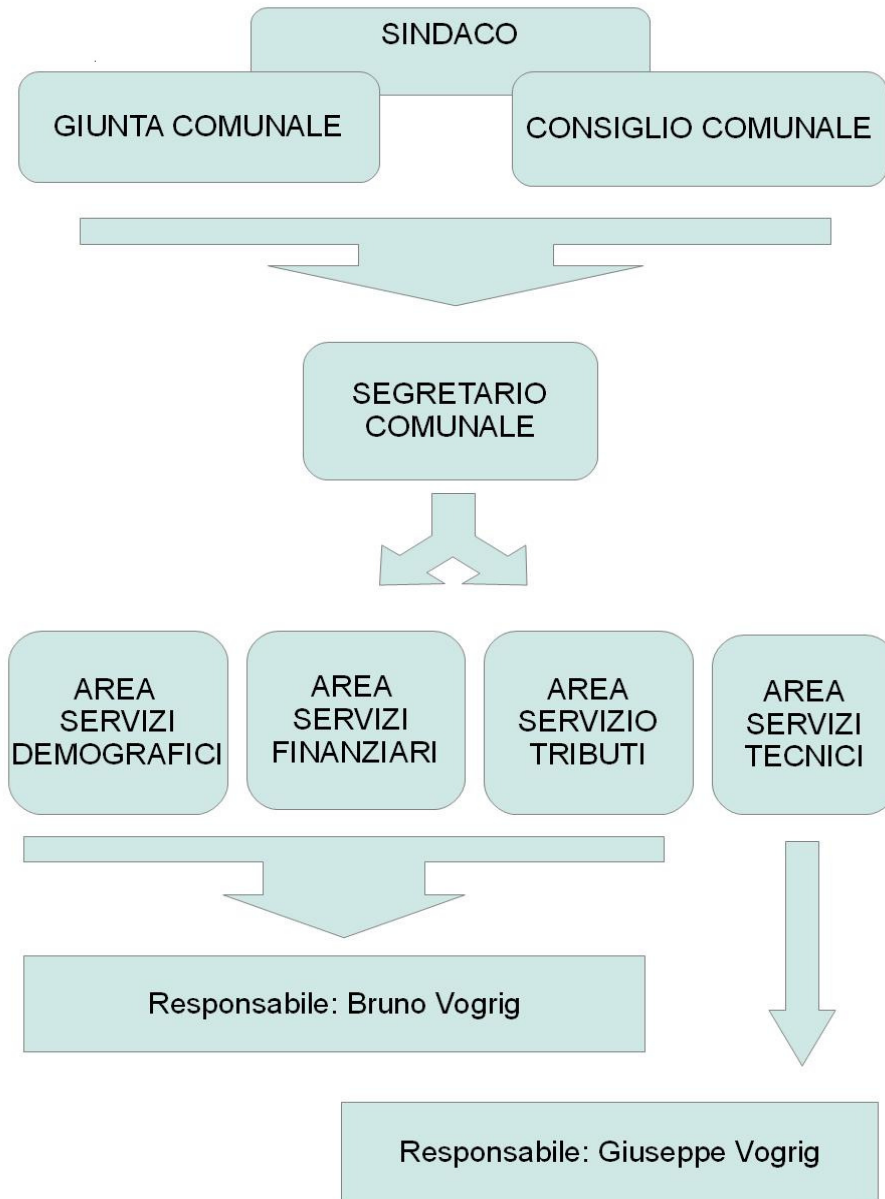 SINDACO
GIUNTA COMUNALE
CONSIGLIO COMUNALE
SEGRETARIO
COMUNALE
AREA
SERVIZI
DEMOGRAFICI
AREA
SERVIZI
FINANZIARI
AREA
SERVIZIO
TRIBUTI
AREA
SERVIZI
TECNICI
Responsabile: Bruno Vogrig
Responsabile: Giuseppe Vogrig